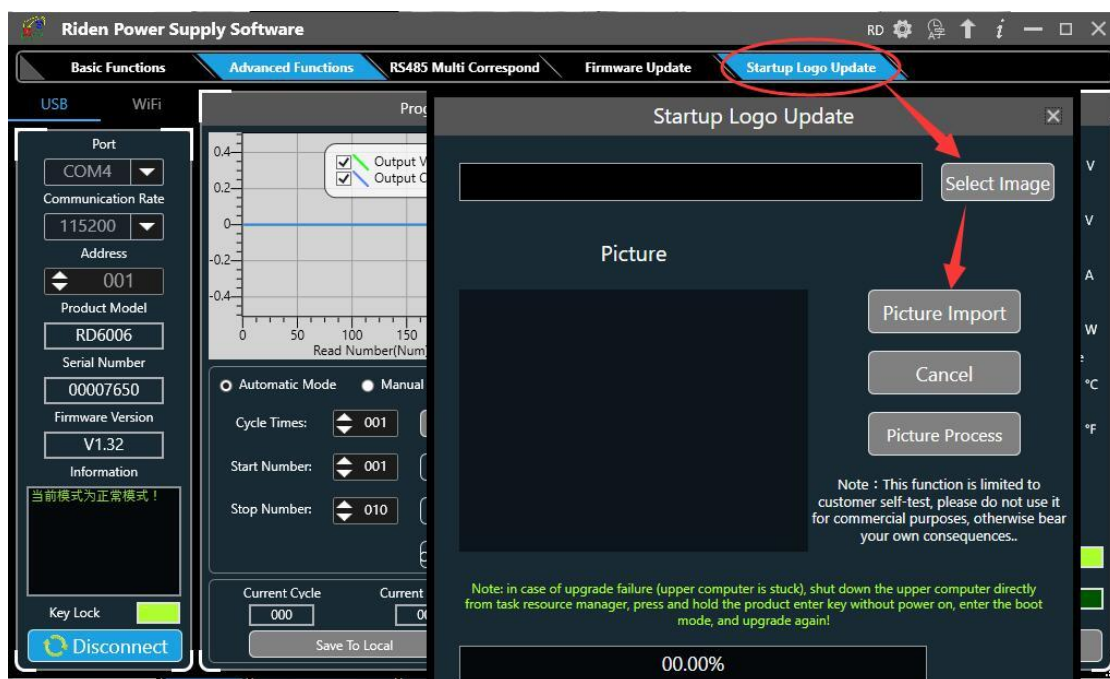 Riden Power Supply Software
RD
Basic Functions
Advanced Functions
RS485 Multi Correspond
Firmware Update
Startup Logo Update
USB
WiFi
Port
COM4
Communication Rate
115200
Address
001
Product Model
RD6006
Serial Number
00007650
Firmware Version
V1.32
Information
当前模式为正常模式！
Key Lock
Disconnect
0.4
0.2
0
-0.2
-0.4
0
50
100
150
Read Number(Num)
Output
Output
Automatic Mode
Manual
Cycle Times:
001
Start Number:
001
Stop Number:
010
Current Cycle
Current
000
Save To Local
Startup Logo Update
Select Image
Picture
Picture Import
Cancel
Picture Process
Note：This function is limited to
customer self-test, please do not use it
for commercial purposes, otherwise bear
your own consequences..
Note: in case of upgrade failure (upper computer is stuck), shut down the upper computer directly
from task resource manager, press and hold the product enter key without power on, enter the boot
mode, and upgrade again!
00.00%
V
V
A
W
°C
°F